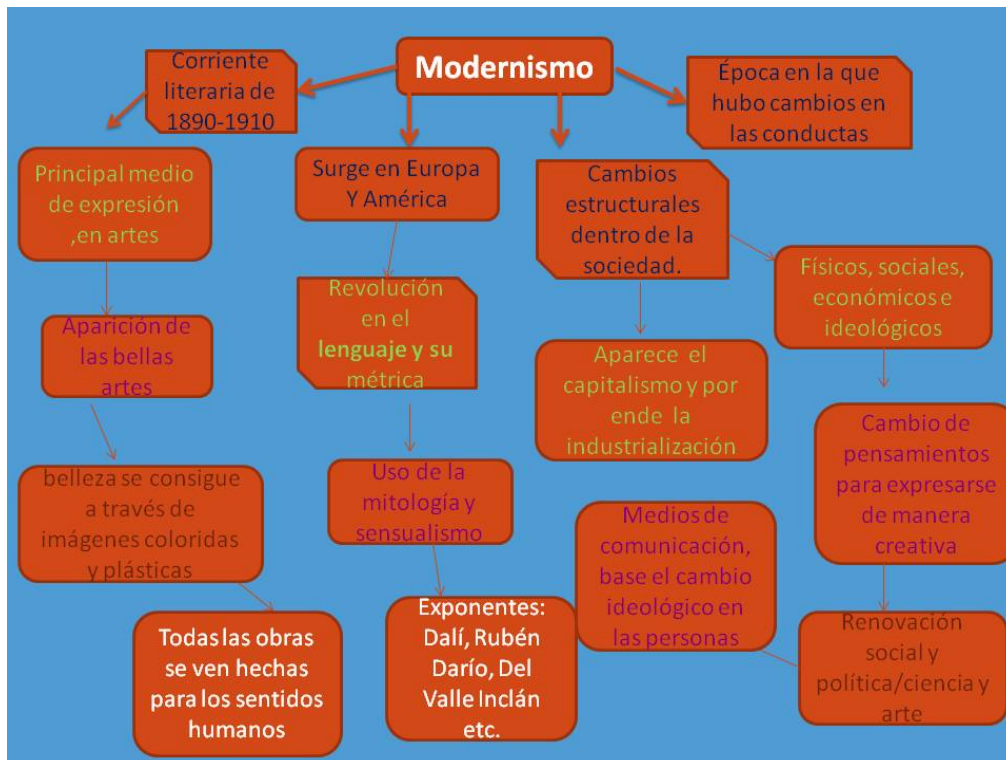 Modernismo
Corriente
literaria de
1890-1910
Época en la que
hubo cambios en
las conductas
Principal medio
de expresión
,en artes
Surge en Europa
Y América
Cambios
estructurales
dentro de la
sociedad.
Físicos, sociales,
económicos e
ideológicos
Aparición de
las bellas
artes
Revolución
en el
lenguaje y su
métrica
Aparece el
capitalismo y por
ende la
industrialización
Cambio de
pensamientos
para expresarse
de manera
creativa
belleza se consigue
a través de
imágenes coloridas
y plásticas
Uso de la
mitología y
sensualismo
Medios de
comunicación,
base el cambio
ideológico en
las personas
Todas las obras
se ven hechas
para los sentidos
humanos
Exponentes:
Dalí, Rubén
Darío, Del
Valle Inclán
etc.
Renovación
social y
política/ciencia y
arte